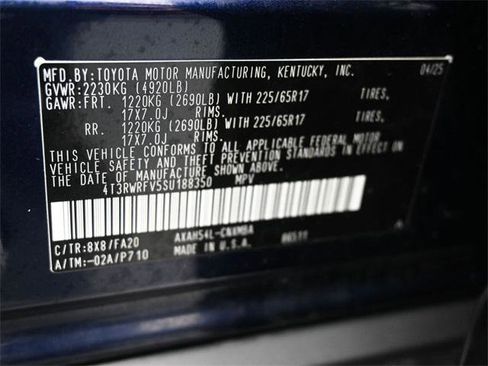 MFD.BY:TOYOTA MOTOR MANUFACTURING, KENTUCKY, INC. 04/25
GVWR:2230KG (4920LB)
GAWR:FRT. 1220KG (2690LB) WITH 225/65R17 TIRES,
17X7.0J RIMS.
RR. 1220KG (2690LB) WITH 225/65R17 TIRES,
17X7.0J RIMS.
THIS VEHICLE CONFORMS TO ALL APPLICABLE FEDERAL MOTOR
VEHICLE SAFETY AND THEFT PREVENTION STANDARDS IN
EFFECT ON THE DATE OF MANUFACTURE SHOWN ABOVE.
4T3RWRFV5SU188350 MPV
C/TR:8X8/FA20 AXAH54L-CNXMBA
A/TM:-02A/P710 MADE IN U.S.A.